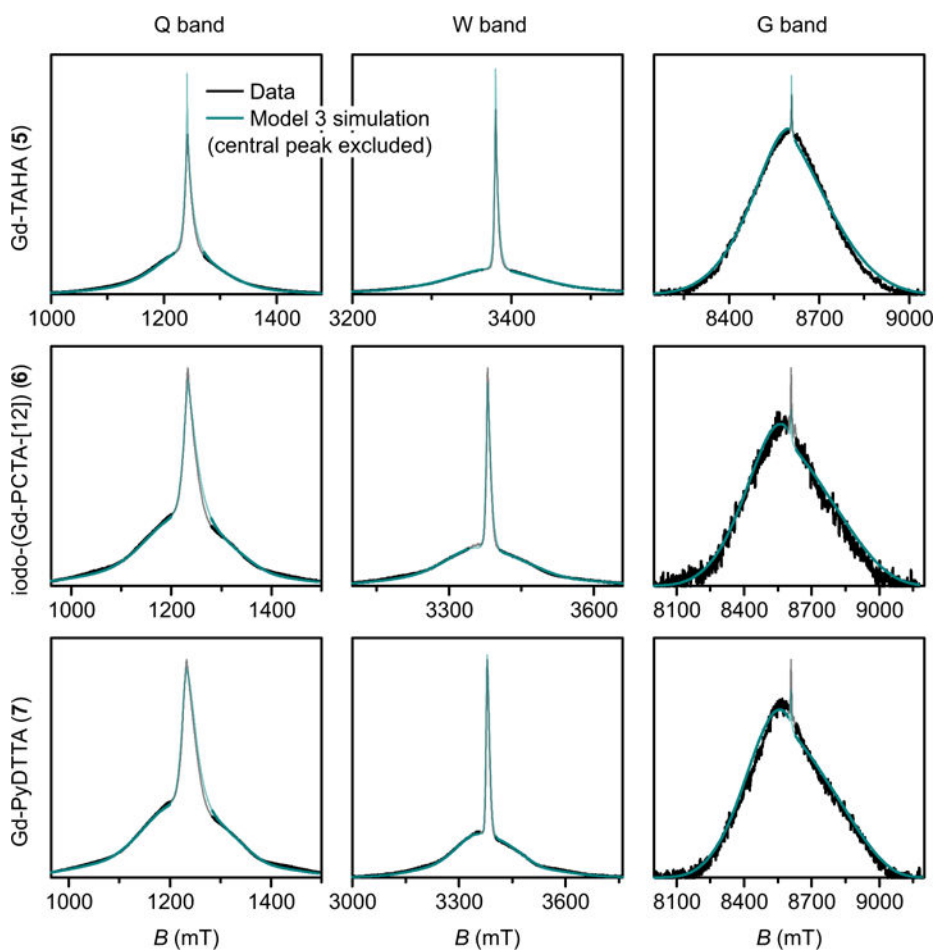 Q band
W band
G band
Gd-TAHA (5)
Data
Model 3 simulation
(central peak excluded)
1000 1200 1400
3200 3400
8400 8700 9000
iodo-(Gd-PCTA-[12]) (6)
1000 1200 1400
3300 3600
8100 8400 8700 9000
Gd-PyDTTA (7)
1000 1200 1400
3000 3300 3600
8100 8400 8700 9000
B (mT)
B (mT)
B (mT)